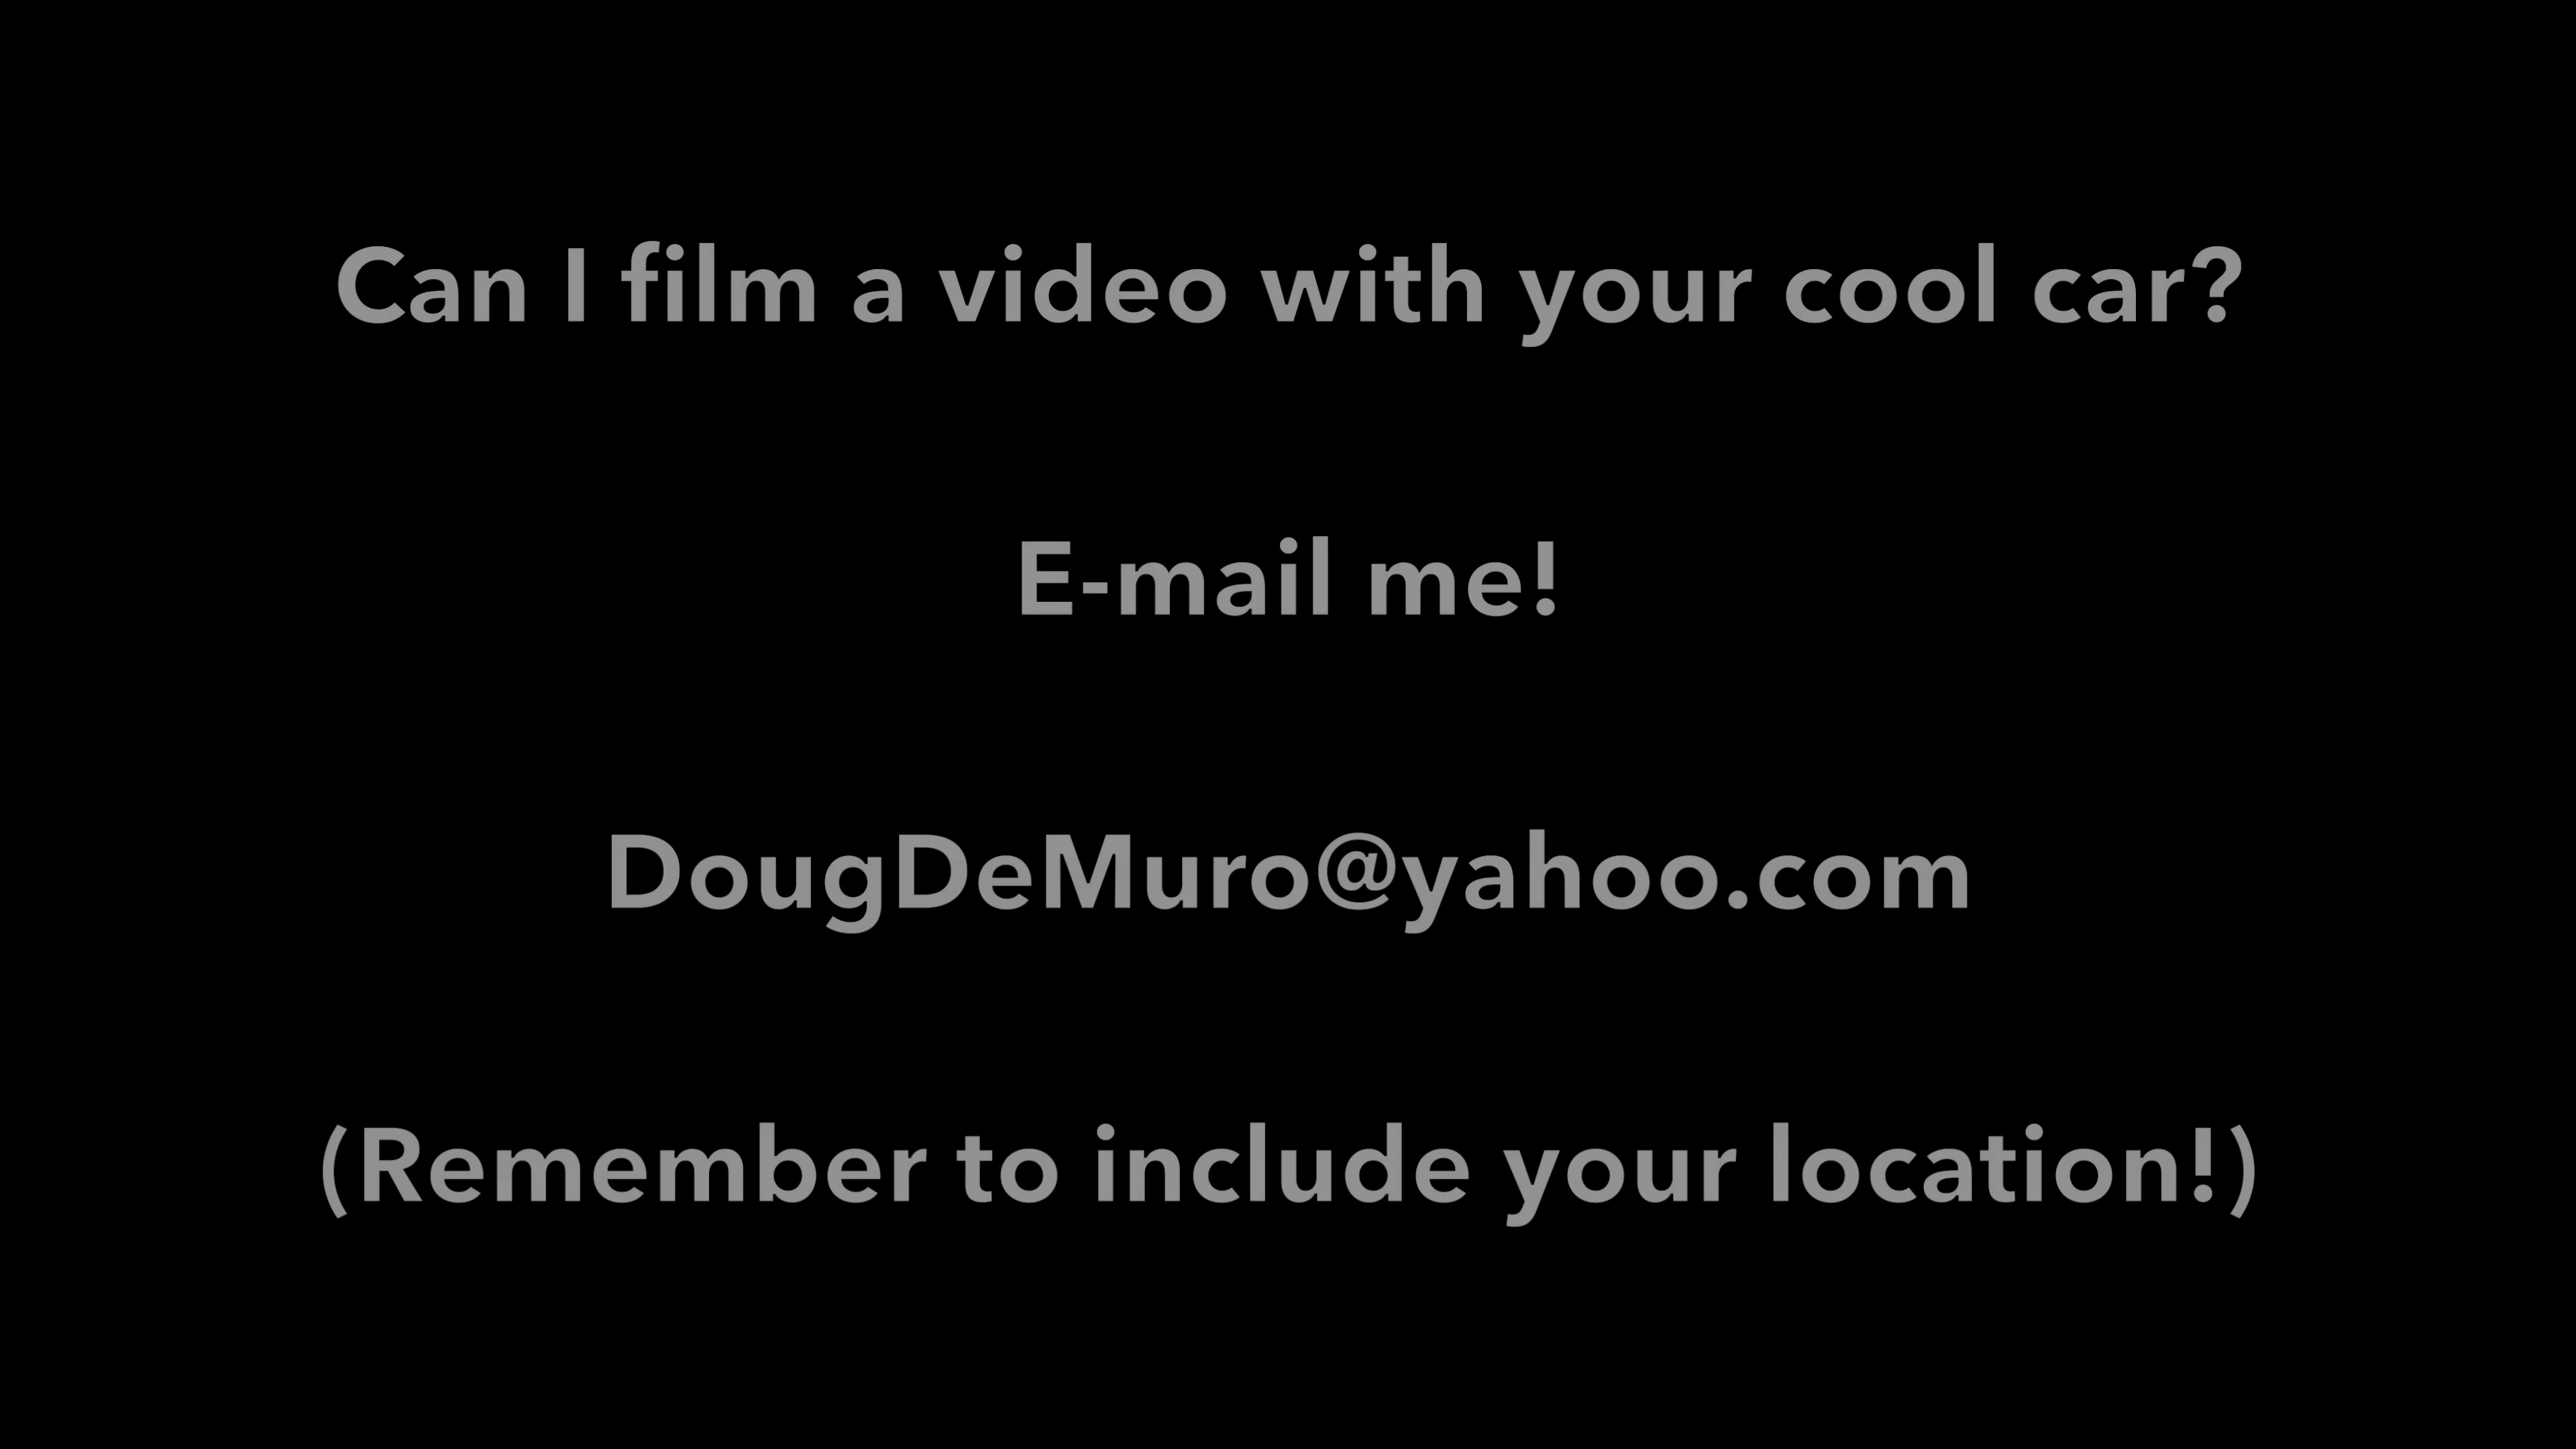 Can I film a video with your cool car?
E-mail me!
DougDeMuro@yahoo.com
(Remember to include your location!)